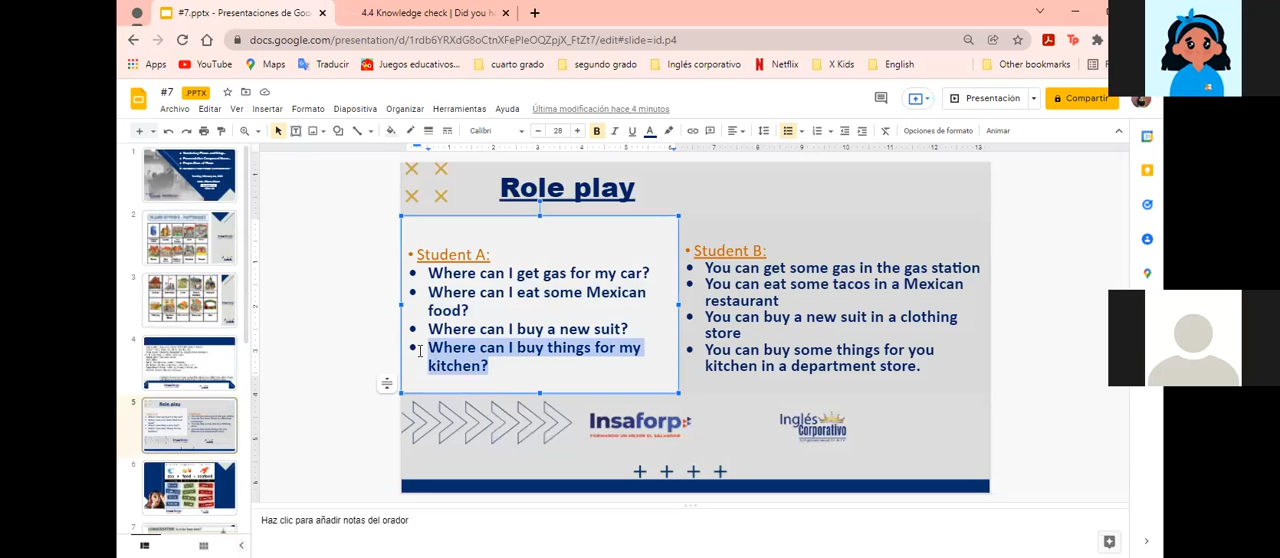 #7.pptx - Presentaciones de Goo
4.4 Knowledge check | Did you h
docs.google.com/presentation/d/1rdb6YRXdG8oCtnXFePIeOQZpjX_FtZt7/edit#slide=id.p4
Apps
YouTube
Maps
Traducir
Juegos educativos...
cuarto grado
segundo grado
Inglés corporativo
Netflix
X Kids
English
Other bookmarks
#7
.PPTX
Presentación
Compartir
Archivo Editar Ver Insertar Formato Diapositiva Organizar Herramientas Ayuda Última modificación hace 4 minutos
Calibri
28
Opciones de formato
Animar
Role play
Student A:
Where can I get gas for my car?
Where can I eat some Mexican
food?
Where can I buy a new suit?
Where can I buy things for my
kitchen?
Student B:
You can get some gas in the gas station
You can eat some tacos in a Mexican
restaurant
You can buy a new suit in a clothing
store
You can buy some things for you
kitchen in a department store.
Insaforp
FORMANDO UN MEJOR EL SALVADOR
Inglés
Corporativo
Haz clic para añadir notas del orador